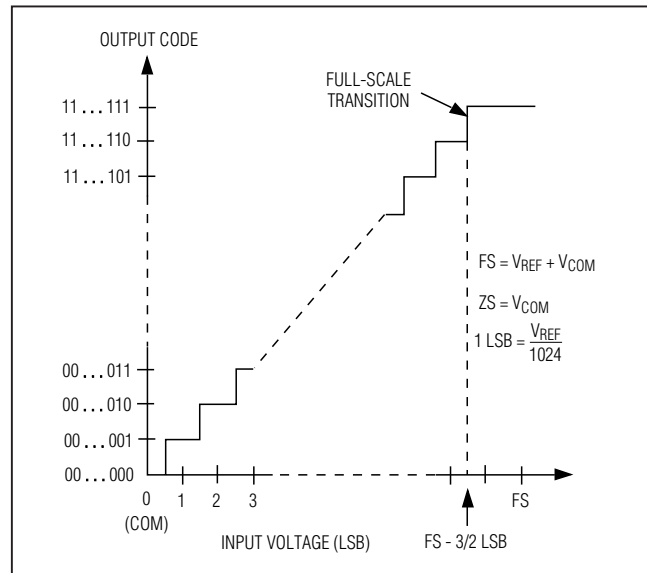 OUTPUT CODE
FULL-SCALE
TRANSITION
11...111
11...110
11...101
FS = VREF + VCOM
ZS = VCOM
1 LSB = VREF
1024
00...011
00...010
00...001
00...000
0 1 2 3 FS
(COM)
INPUT VOLTAGE (LSB) FS - 3/2 LSB